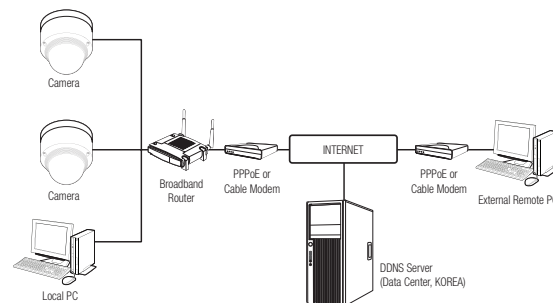 Camera
Camera
Local PC
Broadband
Router
PPPoE or
Cable Modem
INTERNET
DDNS Server
(Data Center, KOREA)
PPPoE or
Cable Modem
External Remote PC